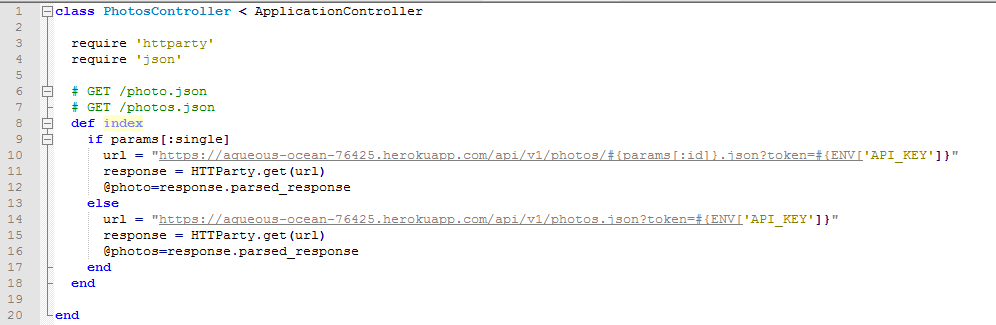 1 class PhotosController < ApplicationController
2
3   require 'httparty'
4   require 'json'
5
6   # GET /photo.json
7   # GET /photos.json
8   def index
9     if params[:single]
10       url = "https://aqueous-ocean-76425.herokuapp.com/api/v1/photos/#{params[:id]}.json?token=#{ENV['API_KEY']}"
11       response = HTTParty.get(url)
12       @photo=response.parsed_response
13     else
14       url = "https://aqueous-ocean-76425.herokuapp.com/api/v1/photos.json?token=#{ENV['API_KEY']}"
15       response = HTTParty.get(url)
16       @photos=response.parsed_response
17     end
18   end
19
20 end